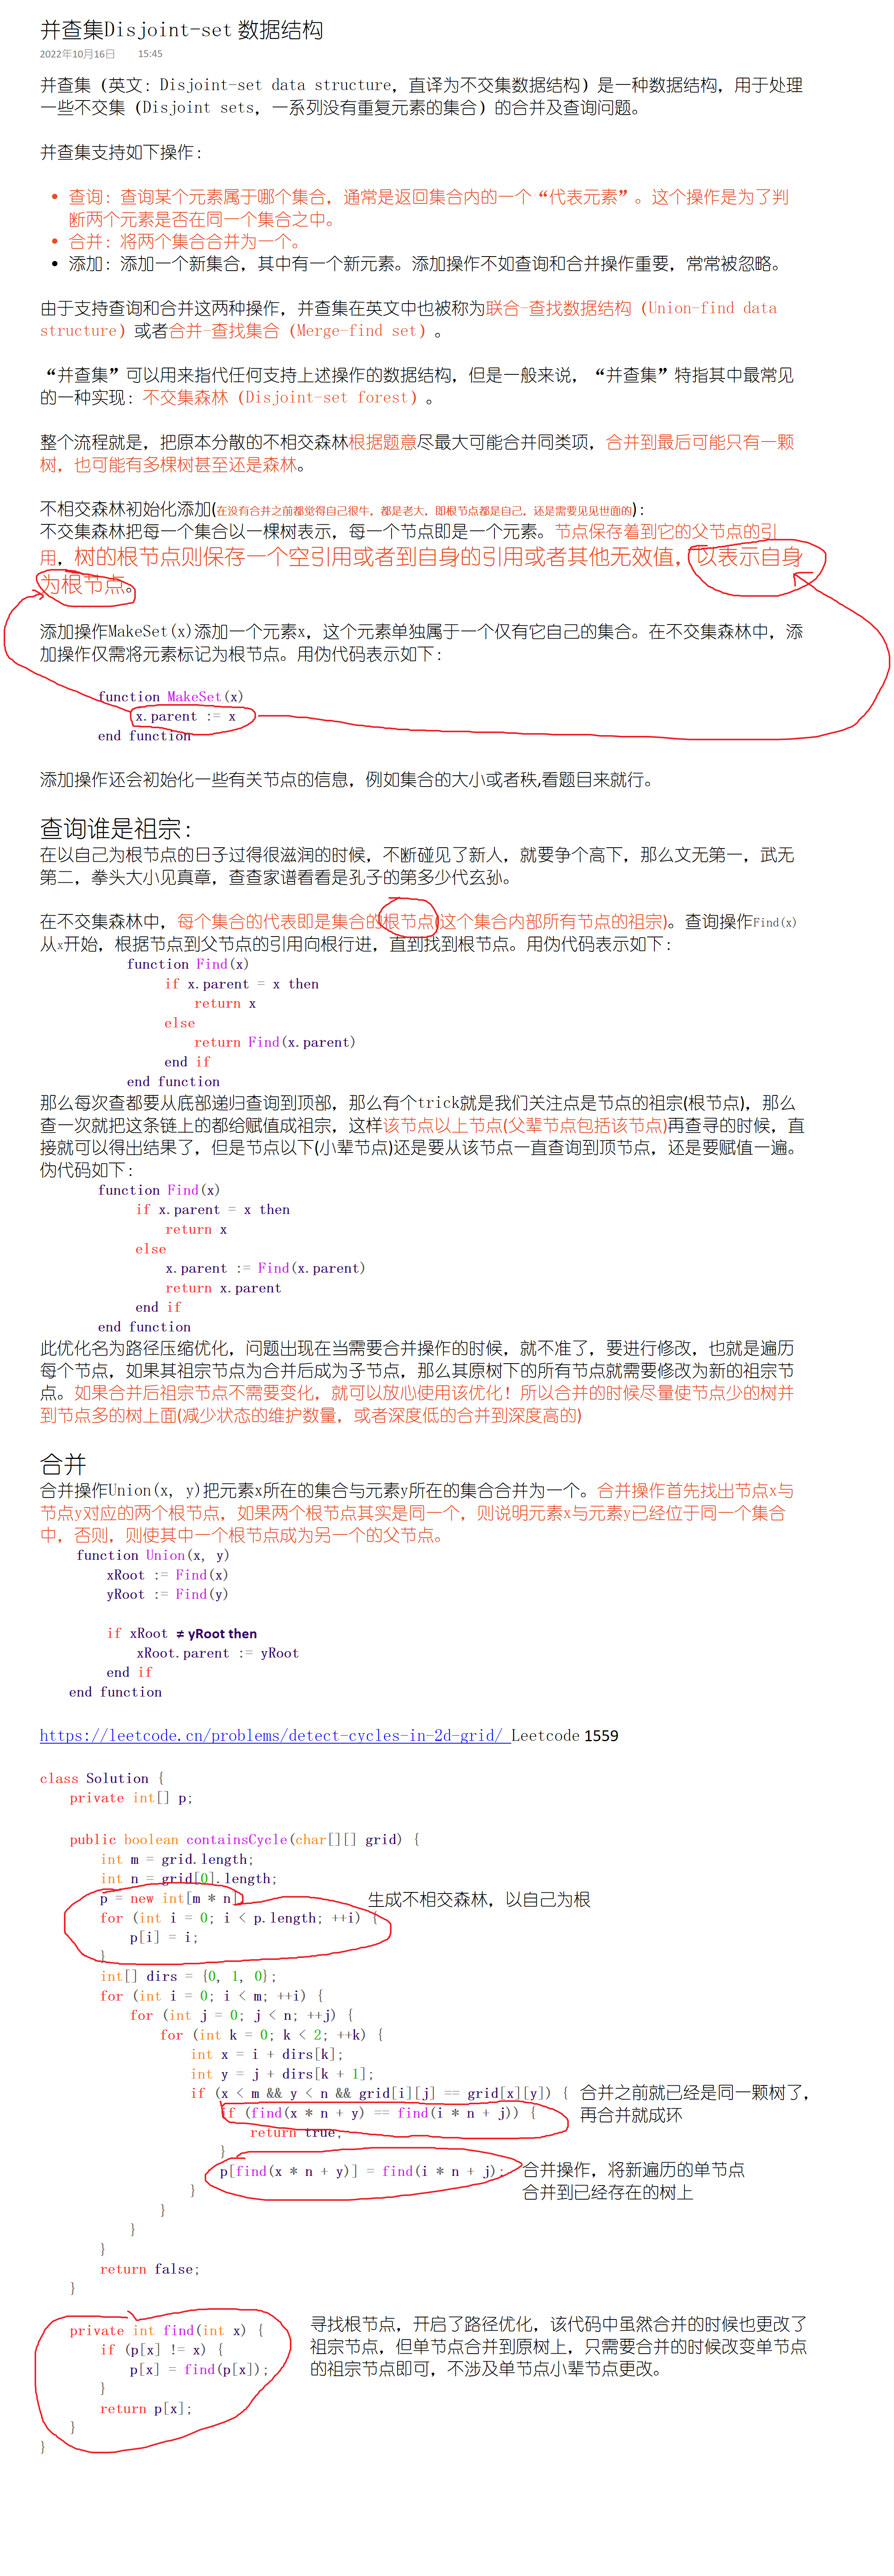 并查集Disjoint-set 数据结构
2022年10月16日 15:45
并查集（英文：Disjoint-set data structure，直译为不交集数据结构）是一种数据结构，用于处理
一些不交集（Disjoint sets，一系列没有重复元素的集合）的合并及查询问题。
并查集支持如下操作：
• 查询：查询某个元素属于哪个集合，通常是返回集合内的一个“代表元素”。这个操作是为了判
断两个元素是否在同一个集合之中。
• 合并：将两个集合合并为一个。
• 添加：添加一个新集合，其中有一个新元素。添加操作不如查询和合并操作重要，常常被忽略。
由于支持查询和合并这两种操作，并查集在英文中也被称为联合-查找数据结构（Union-find data
structure）或者合并-查找集合（Merge-find set）。
“并查集”可以用来指代任何支持上述操作的数据结构，但是一般来说，“并查集”特指其中最常见
的一种实现：不交集森林（Disjoint-set forest）。
整个流程就是，把原本分散的不相交森林根据题意尽最大可能合并同类项，合并到最后可能只有一颗
树，也可能有多棵树甚至还是森林。
不相交森林初始化添加(在没有合并之前都觉得自己很牛，都是老大，即根节点都是自己，还是需要见见世面的)：
不交集森林把每一个集合以一棵树表示，每一个节点即是一个元素。节点保存着到它的父节点的引
用，树的根节点则保存一个空引用或者到自身的引用或者其他无效值，以表示自身
为根节点。
添加操作MakeSet(x)添加一个元素x，这个元素单独属于一个仅有它自己的集合。在不交集森林中，添
加操作仅需将元素标记为根节点。用伪代码表示如下：
function MakeSet(x)
x.parent := x
end function
添加操作还会初始化一些有关节点的信息，例如集合的大小或者秩,看题目来就行。
查询谁是祖宗：
在以自己为根节点的日子过得很滋润的时候，不断碰见了新人，就要争个高下，那么文无第一，武无
第二，拳头大小见真章，查查家谱看看是孔子的第多少代玄孙。
在不交集森林中，每个集合的代表即是集合的根节点(这个集合内部所有节点的祖宗)。查询操作Find(x)
从x开始，根据节点到父节点的引用向根行进，直到找到根节点。用伪代码表示如下：
function Find(x)
if x.parent = x then
return x
else
return Find(x.parent)
end if
end function
那么每次查都要从底部递归查询到顶部，那么有个trick就是我们关注点是节点的祖宗(根节点)，那么
查一次就把这条链上的都给赋值成祖宗，这样该节点以上节点(父辈节点包括该节点)再查寻的时候，直
接就可以得出结果了，但是节点以下(小辈节点)还是要从该节点一直查询到顶节点，还是要赋值一遍。
伪代码如下：
function Find(x)
if x.parent = x then
return x
else
x.parent := Find(x.parent)
return x.parent
end if
end function
此优化名为路径压缩优化，问题出现在当需要合并操作的时候，就不准了，要进行修改，也就是遍历
每个节点，如果其祖宗节点为合并后成为子节点，那么其原树下的所有节点就需要修改为新的祖宗节
点。如果合并后祖宗节点不需要变化，就可以放心使用该优化！所以合并的时候尽量使节点少的树并
到节点多的树上面(减少状态的维护数量，或者深度低的合并到深度高的)
合并
合并操作Union(x, y)把元素x所在的集合与元素y所在的集合合并为一个。合并操作首先找出节点x与
节点y对应的两个根节点，如果两个根节点其实是同一个，则说明元素x与元素y已经位于同一个集合
中，否则，则使其中一个根节点成为另一个的父节点。
function Union(x, y)
xRoot := Find(x)
yRoot := Find(y)
if xRoot ≠ yRoot then
xRoot.parent := yRoot
end if
end function
https://leetcode.cn/problems/detect-cycles-in-2d-grid/ Leetcode 1559
class Solution {
private int[] p;
public boolean containsCycle(char[][] grid) {
int m = grid.length;
int n = grid[0].length;
p = new int[m * n];
生成不相交森林，以自己为根
for (int i = 0; i < p.length; ++i) {
p[i] = i;
}
int[] dirs = {0, 1, 0};
for (int i = 0; i < m; ++i) {
for (int j = 0; j < n; ++j) {
for (int k = 0; k < 2; ++k) {
int x = i + dirs[k];
int y = j + dirs[k + 1];
if (x < m && y < n && grid[i][j] == grid[x][y]) {
合并之前就已经是同一颗树了，
再合并就成环
if (find(x * n + y) == find(i * n + j)) {
return true;
}
p[find(x * n + y)] = find(i * n + j);
合并操作，将新遍历的单节点
合并到已经存在的树上
}
}
}
}
return false;
}
private int find(int x) {
if (p[x] != x) {
p[x] = find(p[x]);
}
return p[x];
}
}
寻找根节点，开启了路径优化，该代码中虽然合并的时候也更改了
祖宗节点，但单节点合并到原树上，只需要合并的时候改变单节点
的祖宗节点即可，不涉及单节点小辈节点更改。